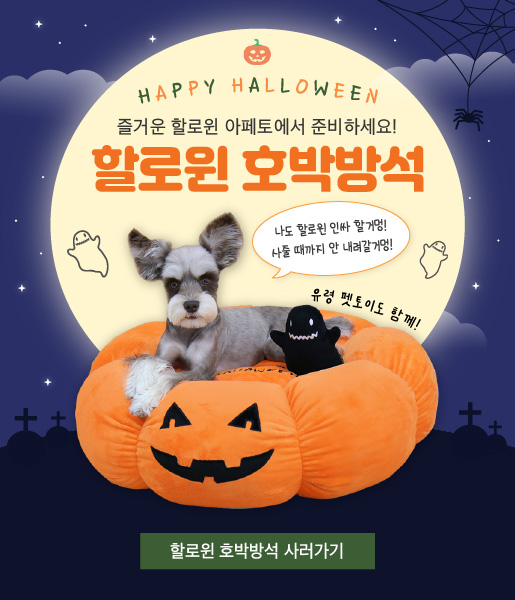 HAPPY HALLOWEEN
즐거운 할로윈 아페토에서 준비하세요!
할로윈 호박방석
나도 할로윈 인싸 할거멍!
사줄 때까지 안 내려갈거멍!
유령 펫토이도 함께!
HALLOWEEN
할로윈 호박방석 사러가기